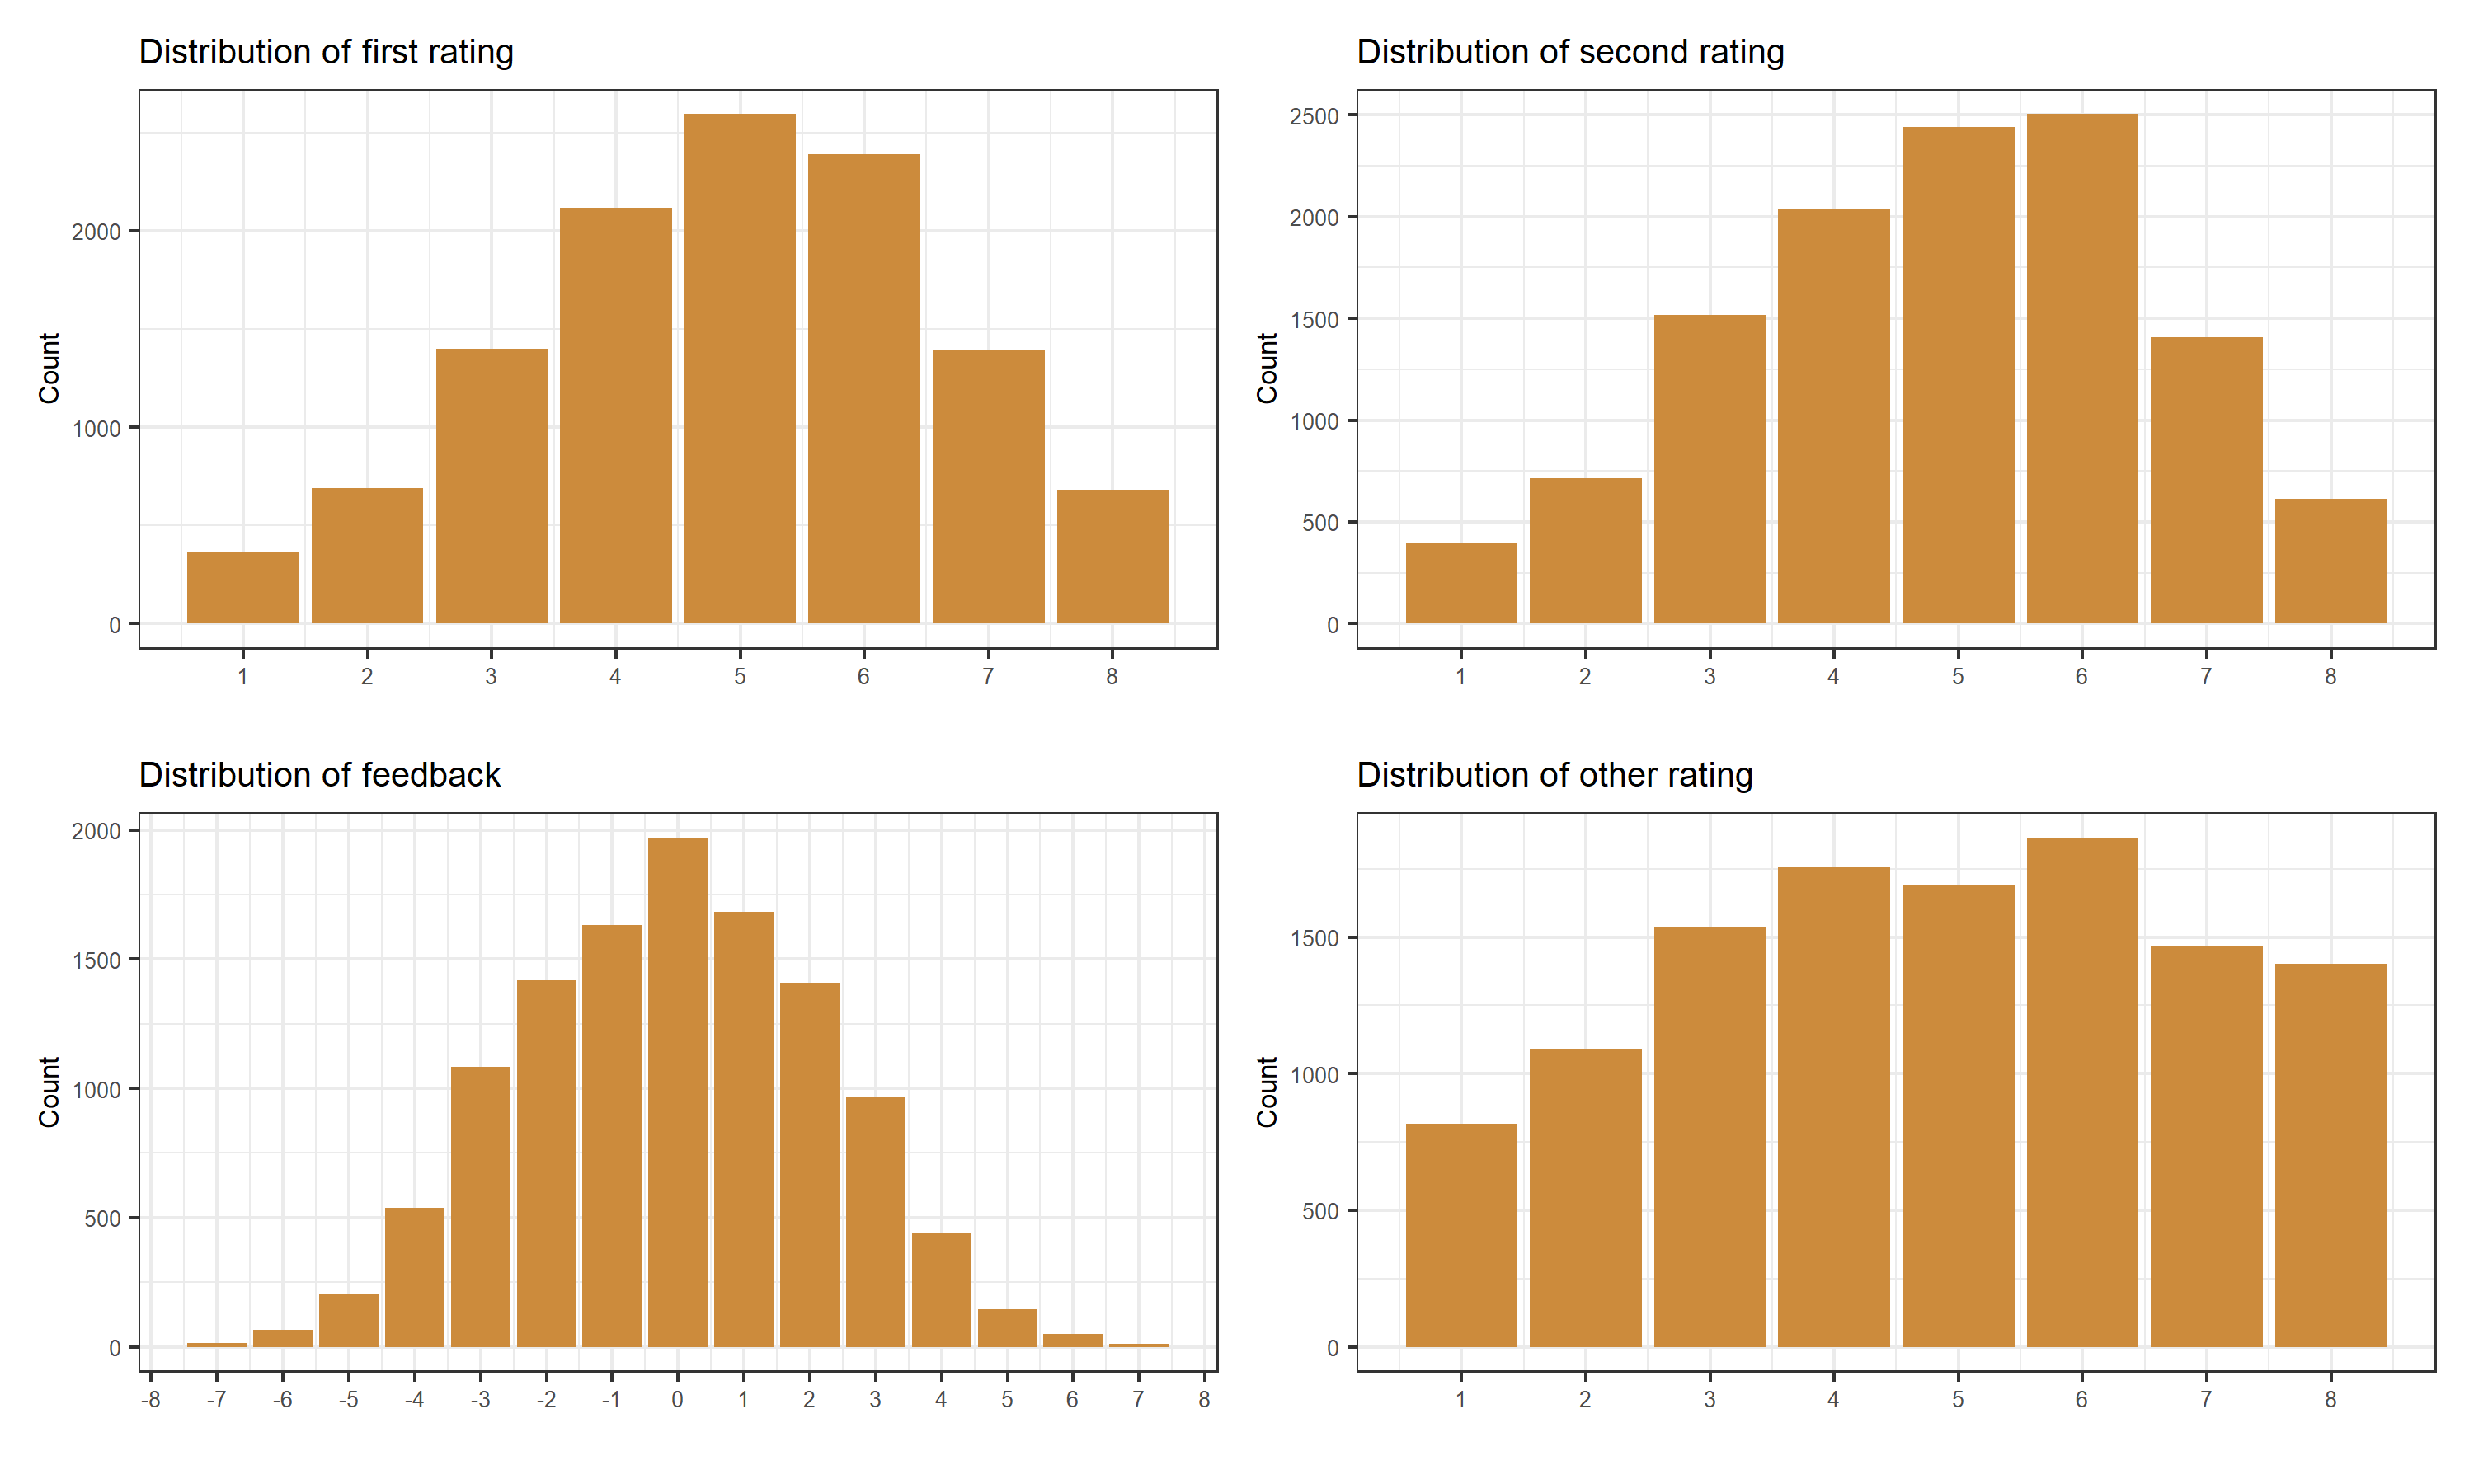 Distribution of first rating
Count
2000
1000
0
1 2 3 4 5 6 7 8
Distribution of second rating
Count
2500
2000
1500
1000
500
0
1 2 3 4 5 6 7 8
Distribution of feedback
Count
2000
1500
1000
500
0
-8 -7 -6 -5 -4 -3 -2 -1 0 1 2 3 4 5 6 7 8
Distribution of other rating
Count
1500
1000
500
0
1 2 3 4 5 6 7 8